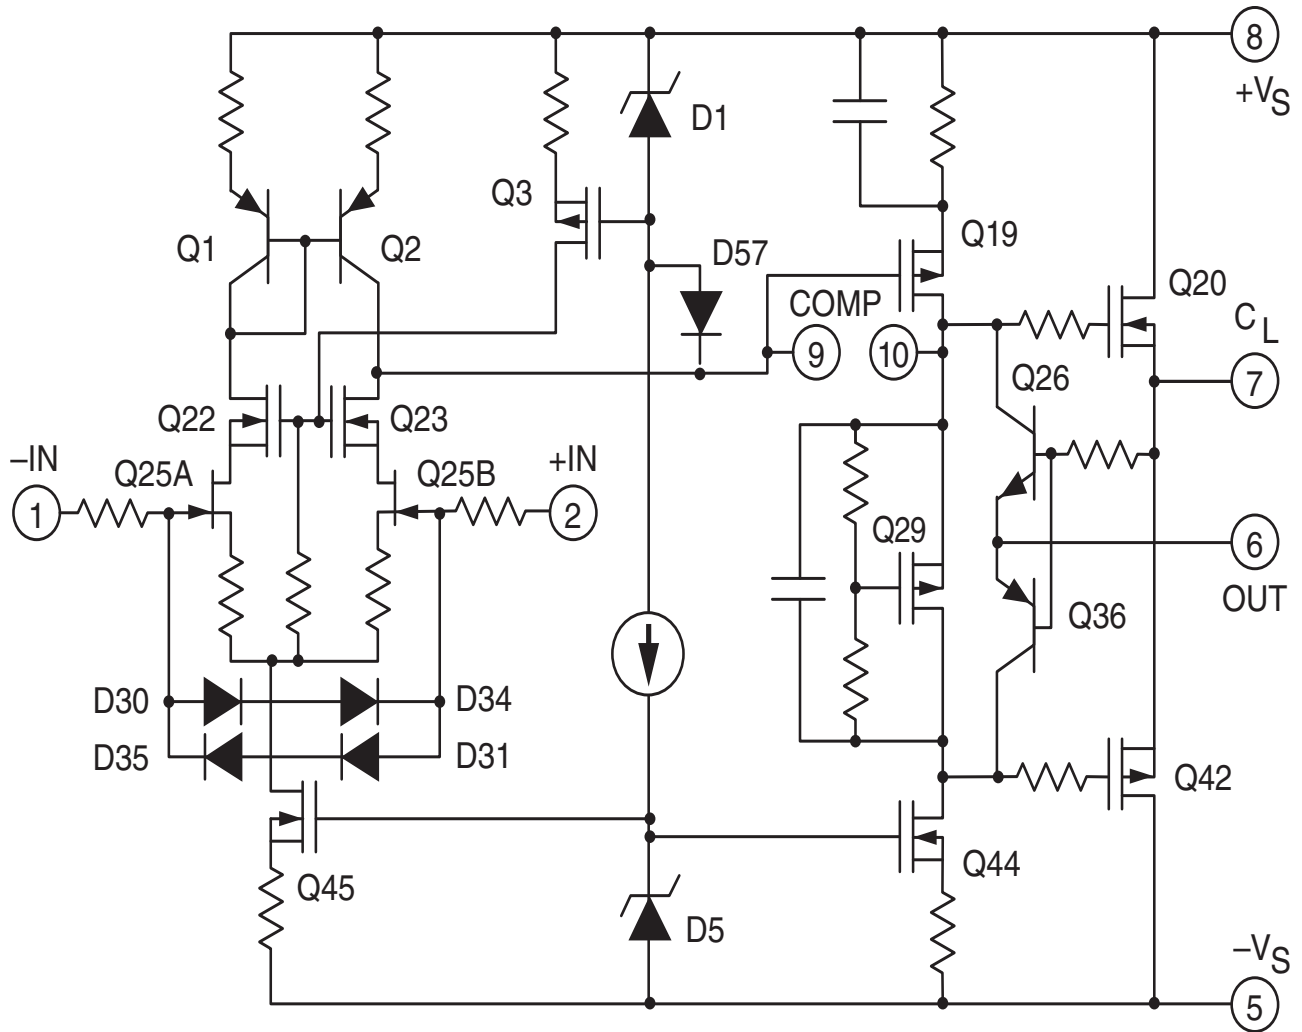 8
+VS
D1
Q3
Q1
Q2
D57
Q19
COMP
9
10
Q20
CL
7
Q26
Q22
Q23
–IN
Q25A
Q25B
+IN
1
2
Q29
6
OUT
Q36
D30
D34
D35
D31
Q42
Q45
Q44
D5
–VS
5